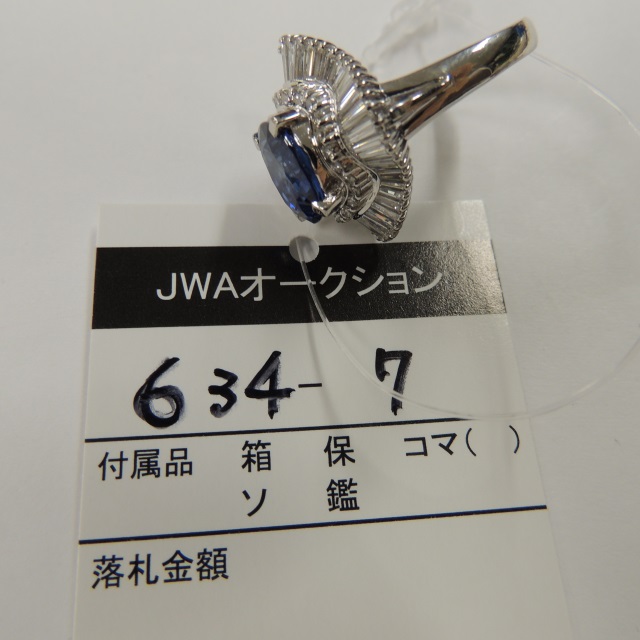 JWAオークション
634-7
付属品 箱 保 コマ( )
ソ 鑑
落札金額